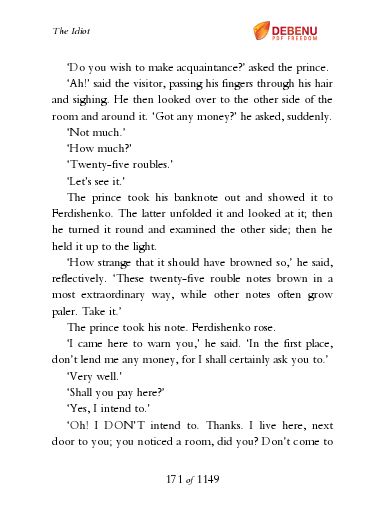 The Idiot
DEBENU
PDF FREEDOM
'Do you wish to make acquaintance?' asked the prince.
'Ah!' said the visitor, passing his fingers through his hair
and sighing. He then looked over to the other side of the
room and around it. 'Got any money?' he asked, suddenly.
'Not much.'
'How much?'
'Twenty-five roubles.'
'Let's see it.'
The prince took his banknote out and showed it to
Ferdishenko. The latter unfolded it and looked at it; then
he turned it round and examined the other side; then he
held it up to the light.
'How strange that it should have browned so,' he said,
reflectively. 'These twenty-five rouble notes brown in a
most extraordinary way, while other notes often grow
paler. Take it.'
The prince took his note. Ferdishenko rose.
'I came here to warn you,' he said. 'In the first place,
don't lend me any money, for I shall certainly ask you to.'
'Very well.'
'Shall you pay here?'
'Yes, I intend to.'
'Oh! I DON'T intend to. Thanks. I live here, next
door to you; you noticed a room, did you? Don't come to
171 of 1149